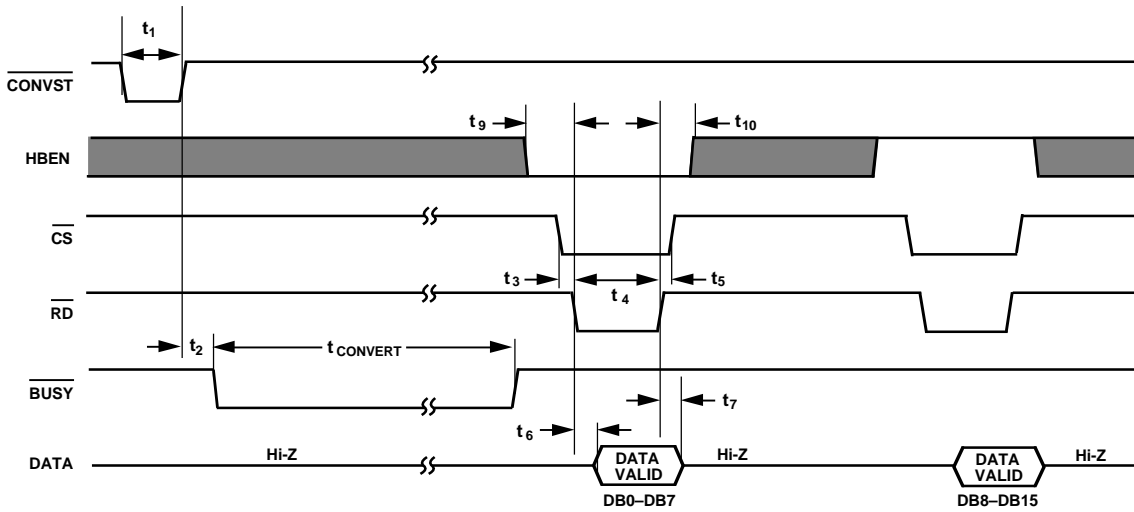 t1
CONVST
t9
t10
HBEN
CS
t3
t4
t5
RD
t2
tCONVERT
BUSY
t7
t6
DATA
Hi-Z
DATA
VALID
Hi-Z
DATA
VALID
Hi-Z
DB0–DB7
DB8–DB15